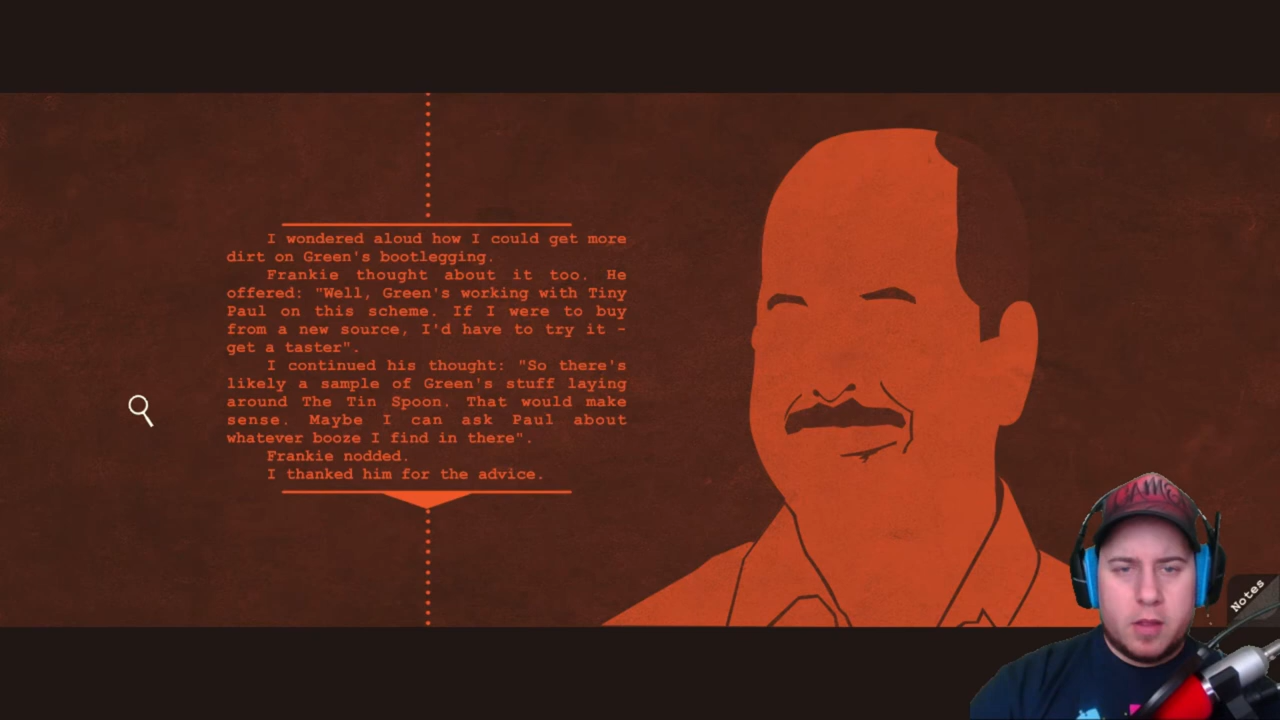 I wondered aloud how I could get more
dirt on Green's bootlegging.
Frankie thought about it too. He
offered: "Well, Green's working with Tiny
Paul on this scheme. If I were to buy
from a new source, I'd have to try it -
get a taster".
I continued his thought: "So there's
likely a sample of Green's stuff laying
around The Tin Spoon. That would make
sense. Maybe I can ask Paul about
whatever booze I find in there".
Frankie nodded.
I thanked him for the advice.
Notes
GAME